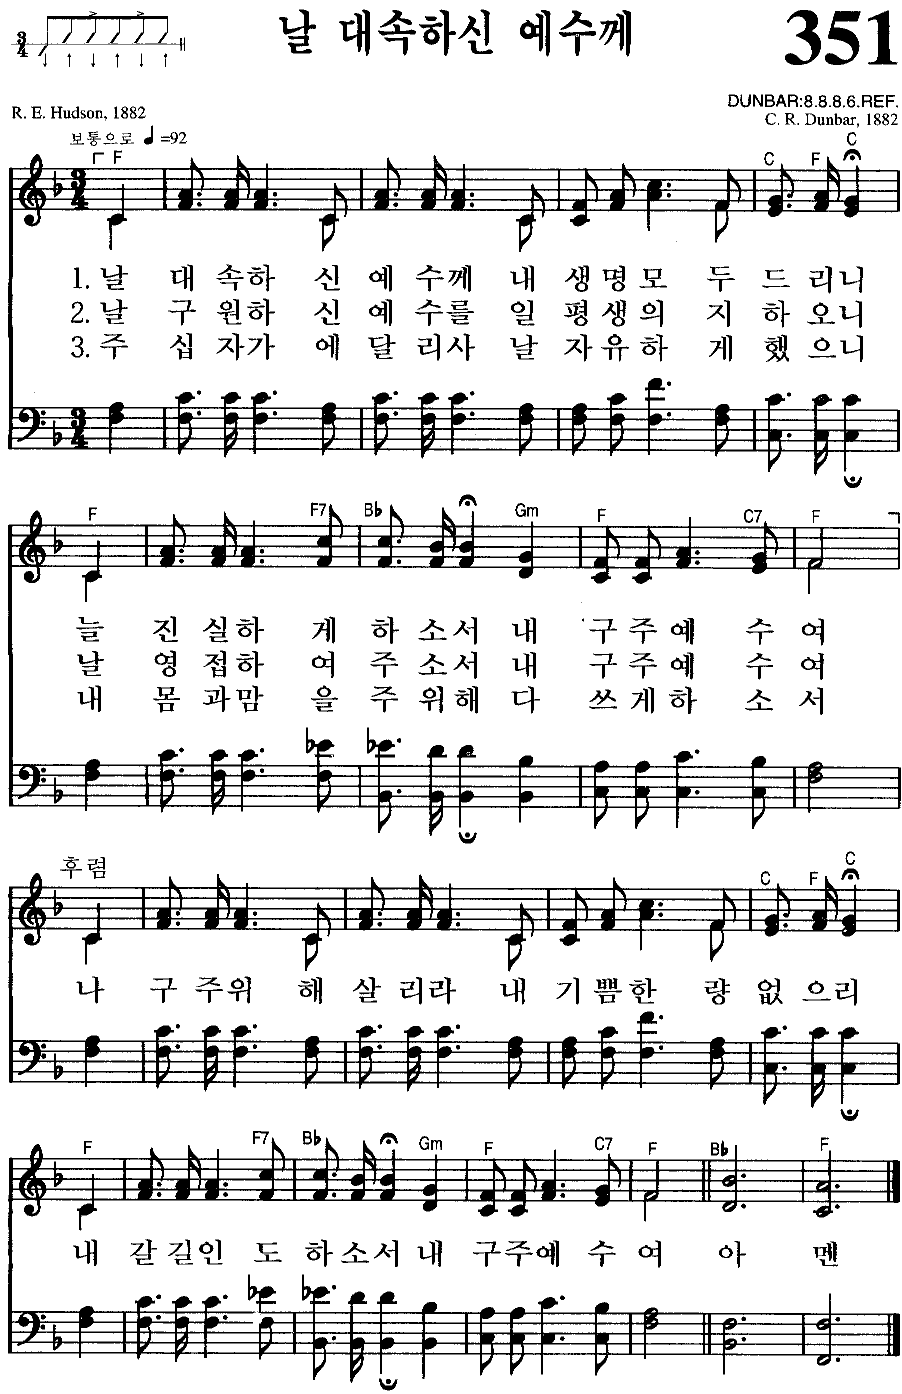 날 대속하신 예수께
351
R. E. Hudson, 1882
DUNBAR:8.8.8.6.REF.
C. R. Dunbar, 1882
보통으로 ♩=92
F C F C
3/4
1. 날 대 속하 신 예 수께 내 생 명 모 두 드 리니
2. 날 구 원하 신 예 수를 일 평 생 의 지 하 오니
3. 주 십 자가 에 달 리사 날 자 유 하 게 했 으니
F F7 Bb Gm F C7 F
늘 진 실하 게 하 소서 내 구 주 예 수 여
날 영 접하 여 주 소서 내 구 주 예 수 여
내 몸 과맘 을 주 위해 다 쓰 게 하 소 서
후렴
C F C
나 구 주위 해 살 리라 내 기 쁨 한 량 없 으리
F F7 Bb Gm F C7 F Bb F
내 갈 길인 도 하 소서 내 구 주예 수 여 아 멘